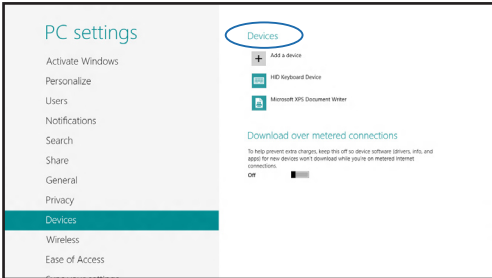 PC settings
Activate Windows
Personalize
Users
Notifications
Search
Share
General
Privacy
Devices
Wireless
Ease of Access
Devices
Add a device
HID Keyboard Device
Microsoft XPS Document Writer
Download over metered connections
To help prevent extra charges, keep this off so device software (drivers, info, and
apps) for new devices won't download while you're on metered internet
connections.
Off